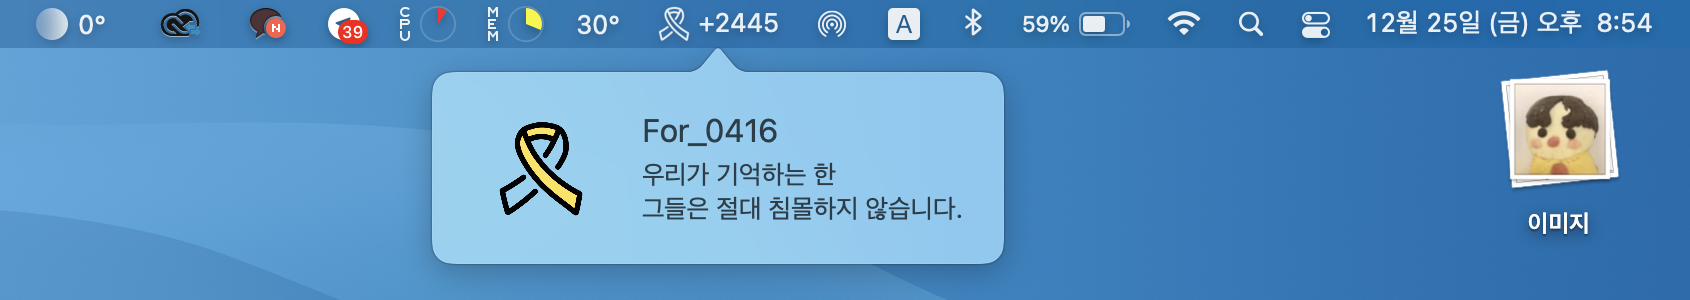 0° N 39 CPU MEM 30° +2445 A 59% 12월 25일 (금) 오후 8:54
For_0416
우리가 기억하는 한
그들은 절대 침몰하지 않습니다.
이미지